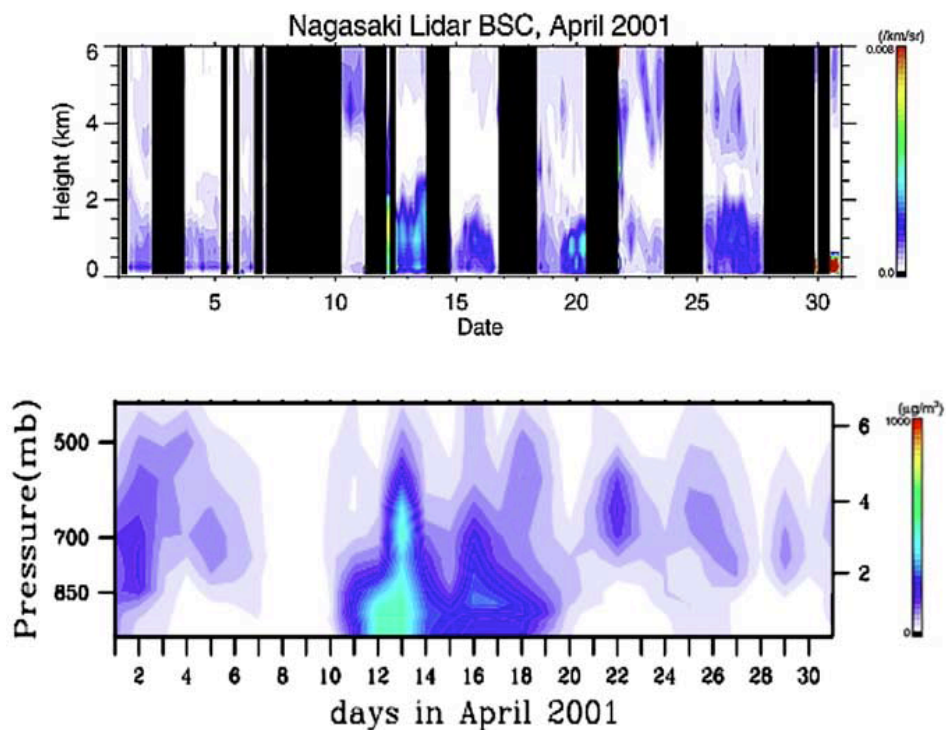 Nagasaki Lidar BSC, April 2001
(/km/sr)
0.008
0.0
Height (km)
6
4
2
0
5 10 15 20 25 30
Date
(μg/m³)
1000
0
Pressure(mb)
500
700
850
6
4
2
2 4 6 8 10 12 14 16 18 20 22 24 26 28 30
days in April 2001